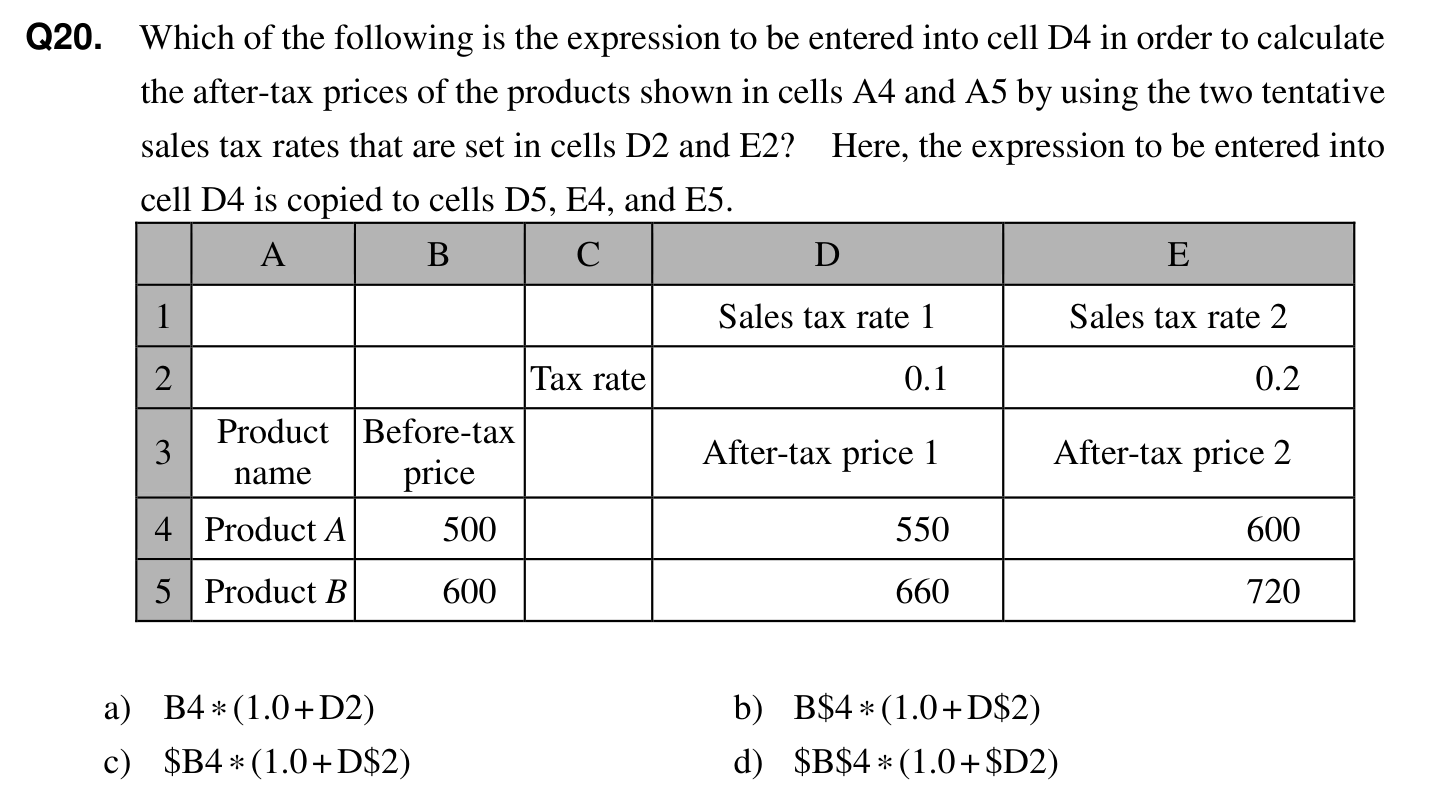 Q20. Which of the following is the expression to be entered into cell D4 in order to calculate
the after-tax prices of the products shown in cells A4 and A5 by using the two tentative
sales tax rates that are set in cells D2 and E2? Here, the expression to be entered into
cell D4 is copied to cells D5, E4, and E5.
A B C D E
1 Sales tax rate 1 Sales tax rate 2
2 Tax rate 0.1 0.2
3 Product name Before-tax price After-tax price 1 After-tax price 2
4 Product A 500 550 600
5 Product B 600 660 720
a) B4*(1.0+D2) b) B$4*(1.0+D$2)
c) $B4*(1.0+D$2) d) $B$4*(1.0+$D2)